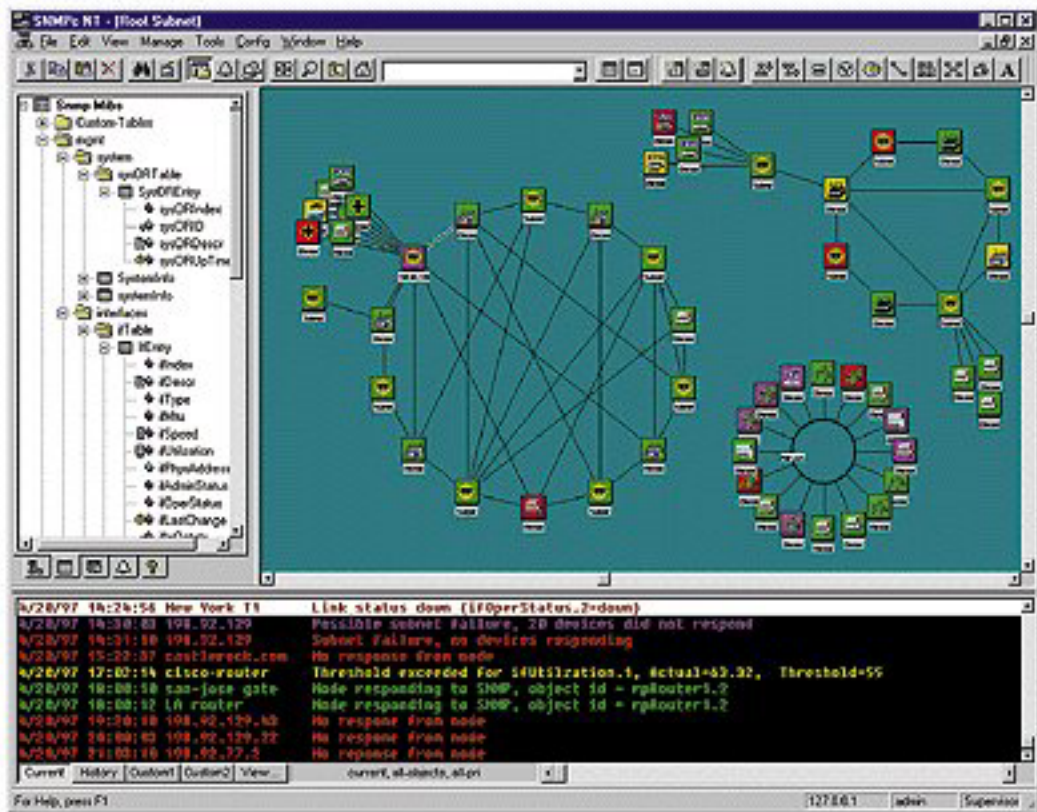 SNMPc NT - [Root Subnet]
File Edit View Manage Tools Config Window Help
Snmp Mibs
Custom-Tables
mgmt
system
sysORTable
SysOREntry
sysORIndex
sysORID
sysORDescr
sysORUpTime
SystemInfo
systemInfo
interfaces
ifTable
IfEntry
ifIndex
ifDescr
ifType
ifMtu
ifSpeed
ifUtilization
ifPhysAddress
ifAdminStatus
ifOperStatus
ifLastChange
4/28/97 14:24:56 New York T1 Link status down (ifOperStatus.2=down)
4/28/97 14:30:03 198.92.129 Possible subnet failure, 20 devices did not respond
4/28/97 14:31:50 198.92.129 Subnet Failure, no devices responding
4/28/97 15:22:37 castlerock.com No response from node
4/28/97 17:02:14 cisco-router Threshold exceeded for ifUtilzation.1, Actual=63.32, Threshold=55
4/28/97 18:00:10 san-jose gate Node responding to SNMP, object id = rpRouter1.2
4/28/97 18:00:12 LA router Node responding to SNMP, object id = rpRouter1.2
4/28/97 19:20:10 198.92.129.43 No respone from node
4/28/97 20:00:03 198.92.129.22 No respone from node
4/28/97 21:03:10 198.92.77.2 No reponse from node
Current History Custom1 Custom2 View... current, all-objects, all-pri
For Help, press F1 127.0.0.1 admin Supervisor